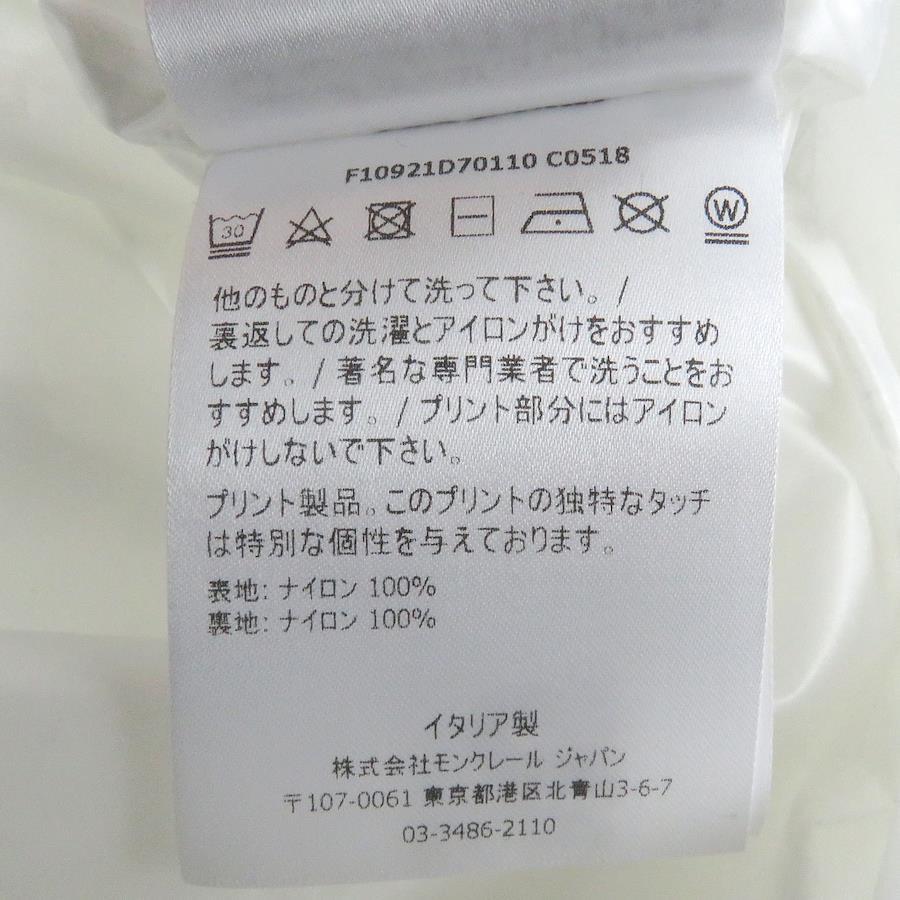 F10921D70110 C0518
30 W
他のものと分けて洗って下さい。/
裏返しての洗濯とアイロンがけをおすすめ
します。/ 著名な専門業者で洗うことをお
すすめします。/ プリント部分にはアイロン
がけしないで下さい。
プリント製品。このプリントの独特なタッチ
は特別な個性を与えております。
表地: ナイロン 100%
裏地: ナイロン 100%
イタリア製
株式会社モンクレール ジャパン
〒107-0061 東京都港区北青山3-6-7
03-3486-2110